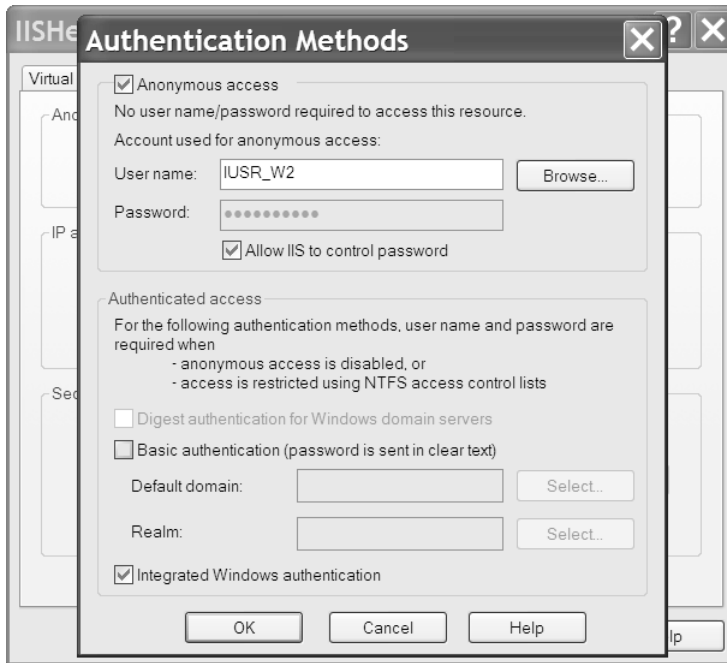 IISHe
Authentication Methods
Virtual
Anonymous access
No user name/password required to access this resource.
Account used for anonymous access:
User name:
IUSR_W2
Browse...
Password:
Allow IIS to control password
IP a
Authenticated access
For the following authentication methods, user name and password are
required when
- anonymous access is disabled, or
- access is restricted using NTFS access control lists
Digest authentication for Windows domain servers
Basic authentication (password is sent in clear text)
Default domain:
Select...
Realm:
Select...
Integrated Windows authentication
OK
Cancel
Help
lp